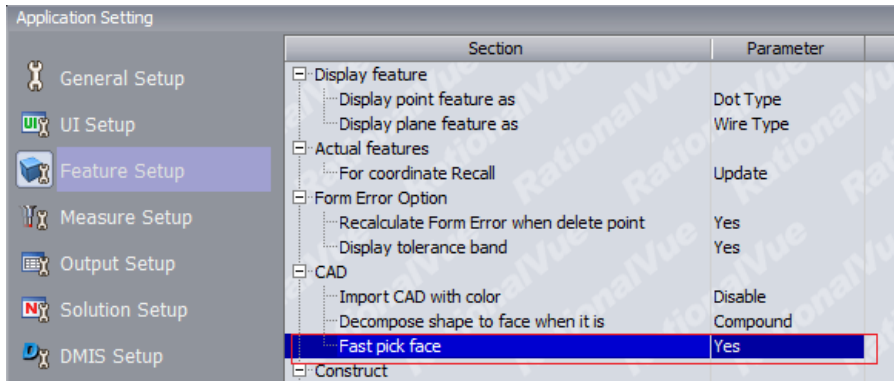 Application Setting
Section Parameter
General Setup
UI Setup
Feature Setup
Measure Setup
Output Setup
Solution Setup
DMIS Setup
Display feature
Display point feature as Dot Type
Display plane feature as Wire Type
Actual features
For coordinate Recall Update
Form Error Option
Recalculate Form Error when delete point Yes
Display tolerance band Yes
CAD
Import CAD with color Disable
Decompose shape to face when it is Compound
Fast pick face Yes
Construct
RationalVue